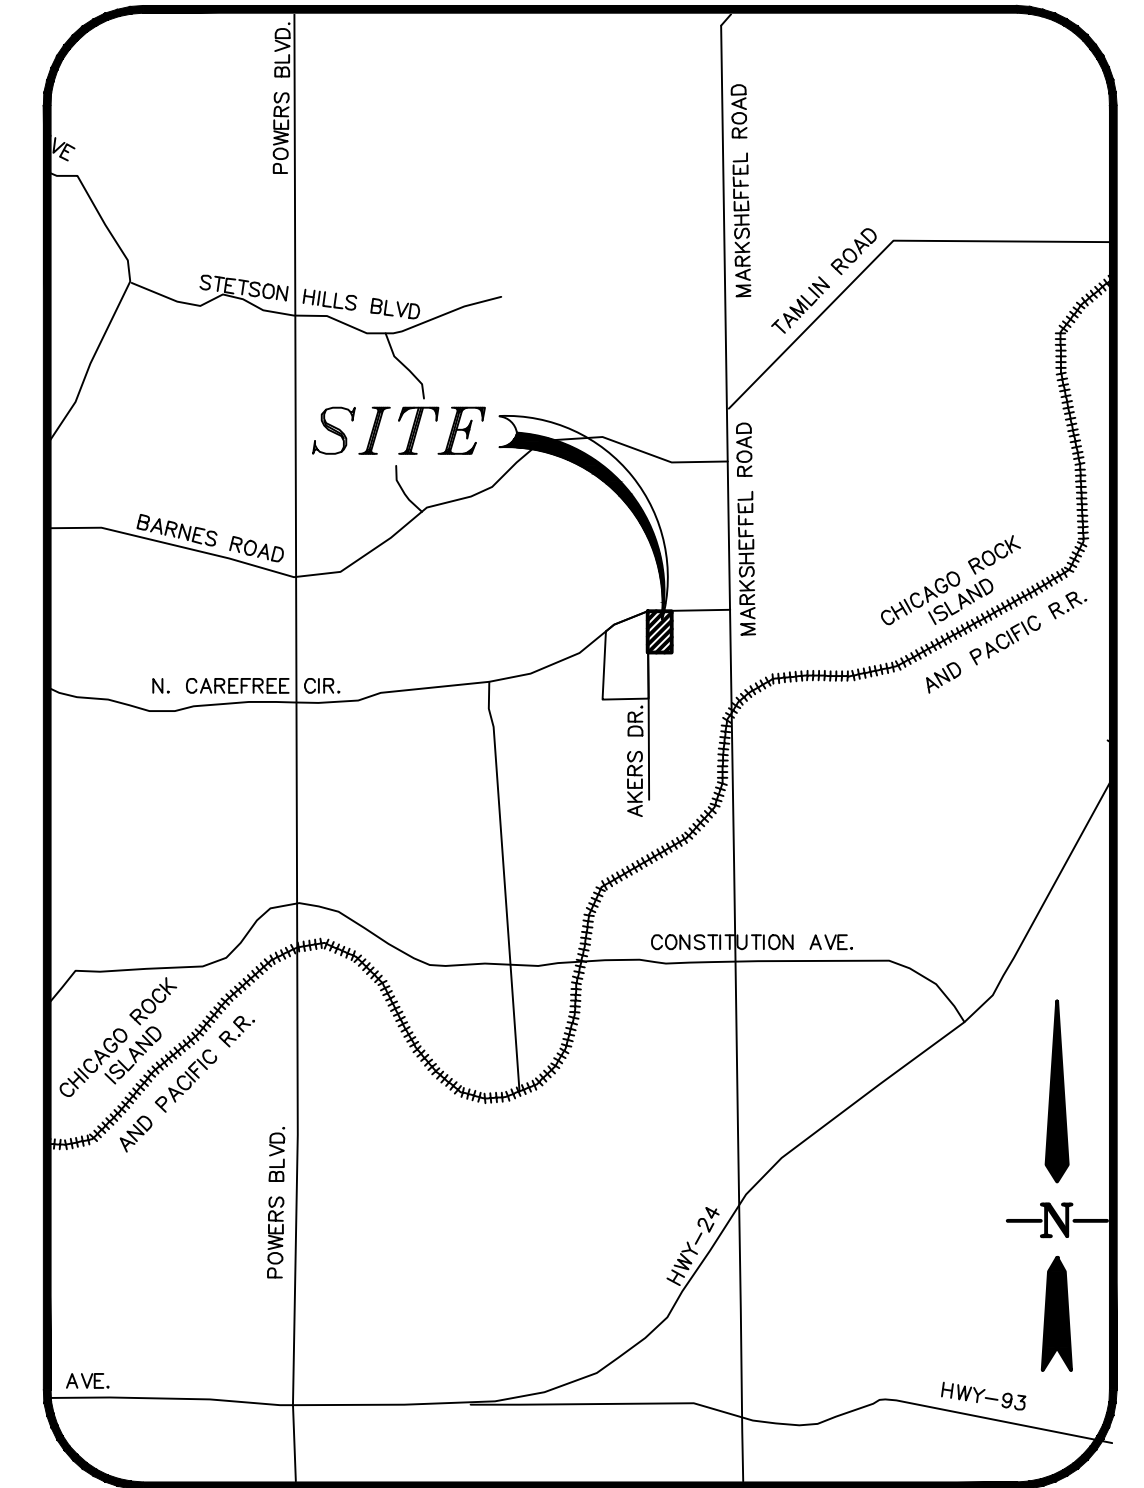 POWERS BLVD.
MARKSHEFFEL ROAD
VE
TAMLIN ROAD
STETSON HILLS BLVD
SITE
MARKSHEFFEL ROAD
BARNES ROAD
CHICAGO ROCK
ISLAND
AND PACIFIC R.R.
N. CAREFREE CIR.
AKERS DR.
CONSTITUTION AVE.
CHICAGO ROCK
ISLAND
AND PACIFIC R.R.
POWERS BLVD.
HWY-24
N
AVE.
HWY-93